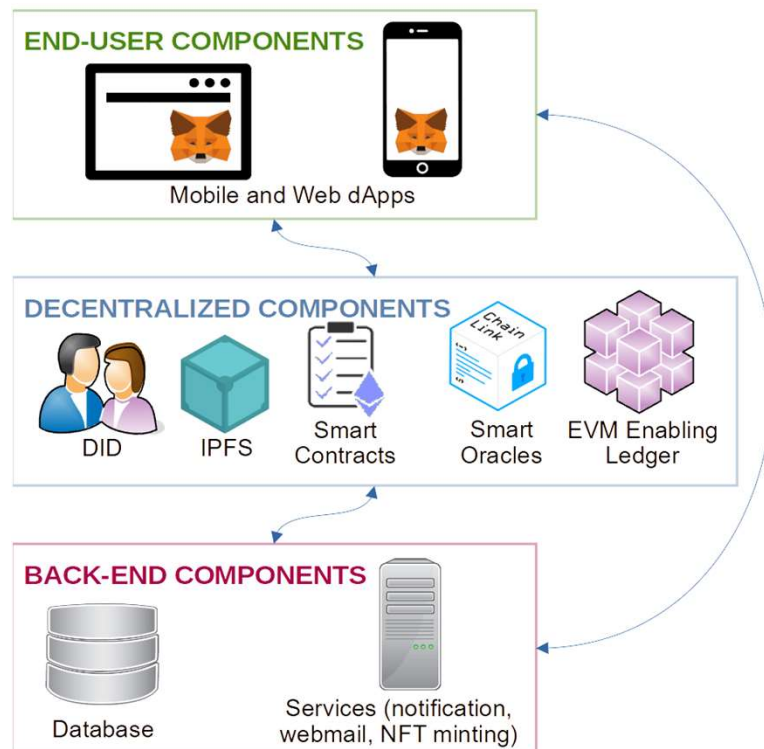 END-USER COMPONENTS
Mobile and Web dApps
DECENTRALIZED COMPONENTS
Chain
Link
DID
IPFS
Smart
Contracts
Smart
Oracles
EVM Enabling
Ledger
BACK-END COMPONENTS
Database
Services (notification,
webmail, NFT minting)